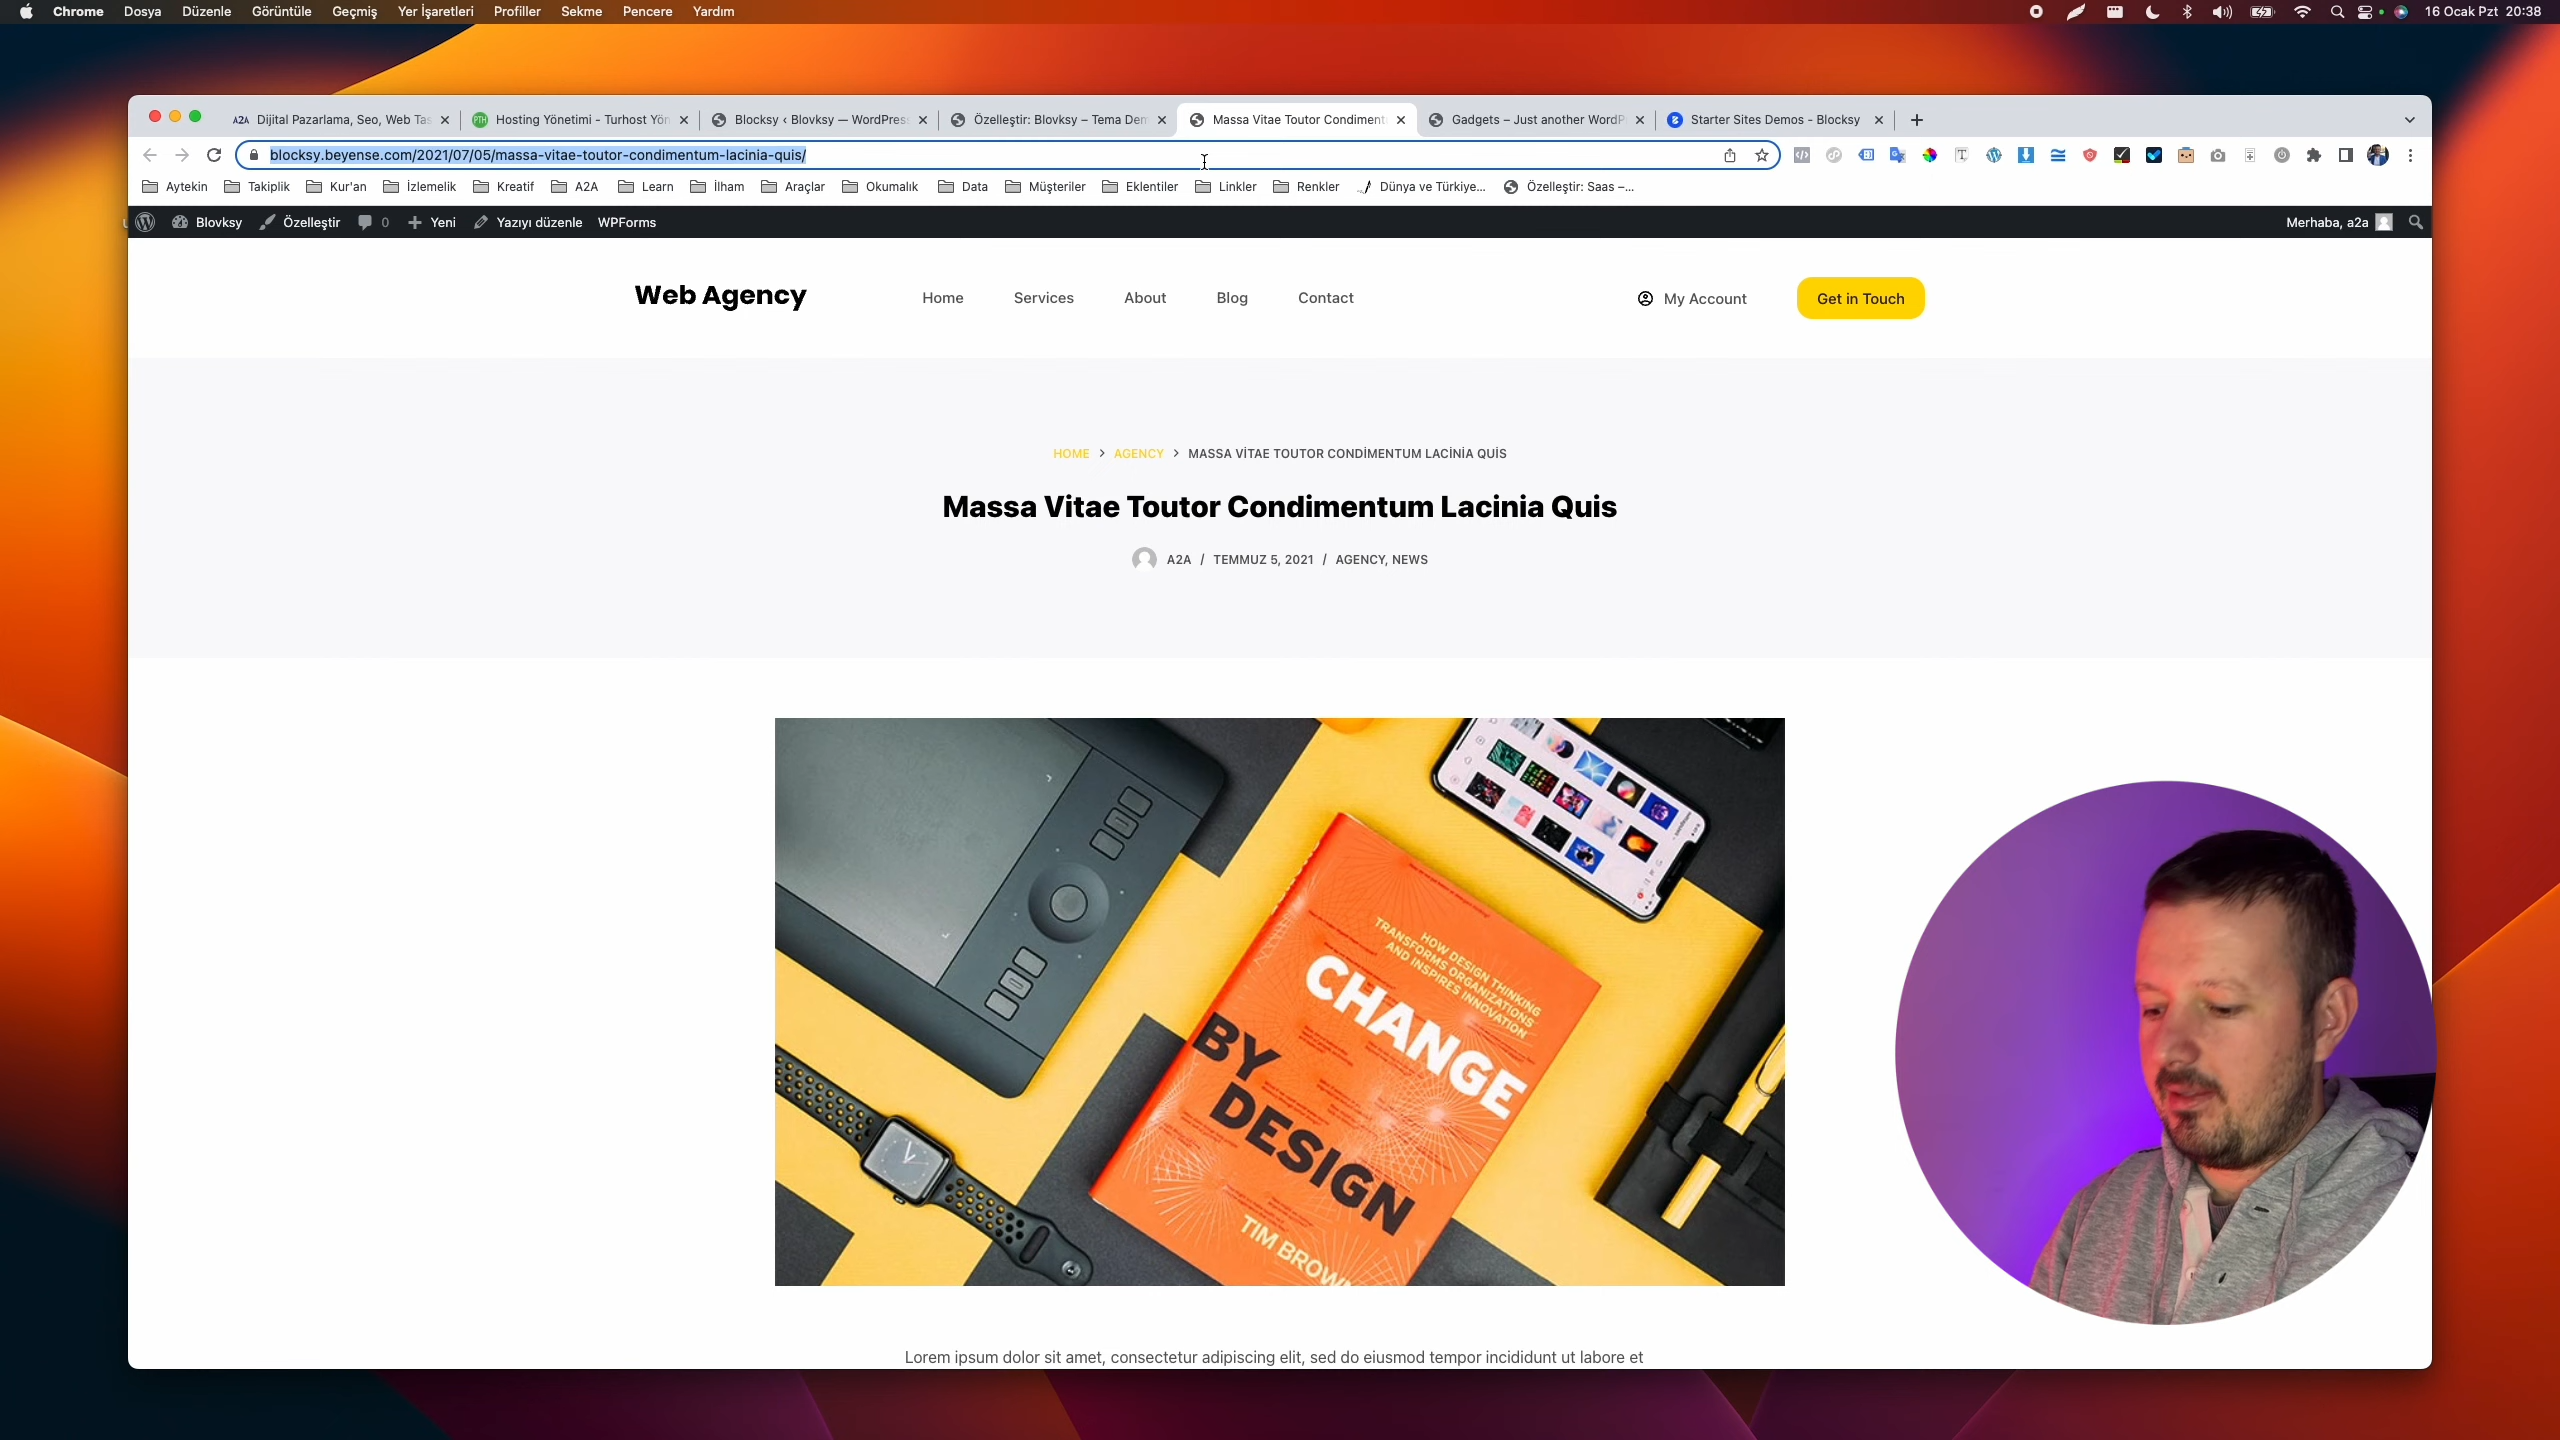 Chrome Dosya Düzenle Görüntüle Geçmiş Yer İşaretleri Profiller Sekme Pencere Yardım 16 Ocak Pzt 20:38
A2A Dijital Pazarlama, Seo, Web Tas PTH Hosting Yönetimi - Turhost Yön Blocksy ‹ Blovksy — WordPress Özelleştir: Blovksy – Tema Dem Massa Vitae Toutor Condiment Gadgets – Just another WordP Starter Sites Demos - Blocksy
blocksy.beyense.com/2021/07/05/massa-vitae-toutor-condimentum-lacinia-quis/
Aytekin Takiplik Kur'an İzlemelik Kreatif A2A Learn İlham Araçlar Okumalık Data Müşteriler Eklentiler Linkler Renkler Dünya ve Türkiye... Özelleştir: Saas –...
Blovksy Özelleştir 0 Yeni Yazıyı düzenle WPForms Merhaba, a2a
Web Agency Home Services About Blog Contact My Account Get in Touch
HOME > AGENCY > MASSA VİTAE TOUTOR CONDİMENTUM LACİNİA QUİS
Massa Vitae Toutor Condimentum Lacinia Quis
A2A / TEMMUZ 5, 2021 / AGENCY, NEWS
HOW DESIGN THINKING
TRANSFORMS ORGANIZATIONS
AND INSPIRES INNOVATION
CHANGE
BY
DESIGN
TIM BROWN
Lorem ipsum dolor sit amet, consectetur adipiscing elit, sed do eiusmod tempor incididunt ut labore et